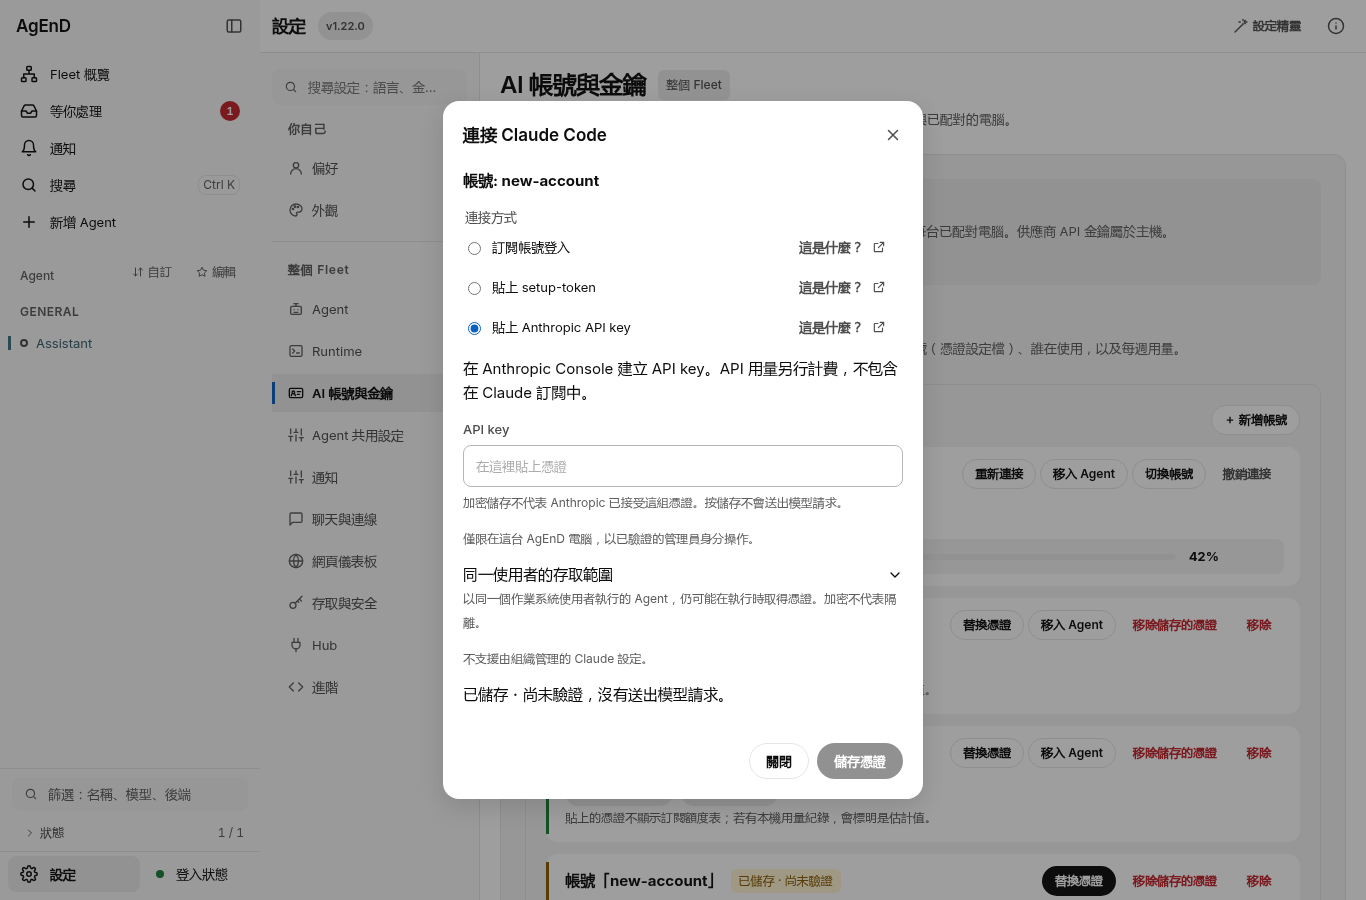 AgEnD
設定
v1.22.0
設定精靈
Fleet 概覽
等你處理
1
通知
搜尋
Ctrl K
新增 Agent
Agent
自訂
編輯
GENERAL
Assistant
篩選：名稱、模型、後端
狀態
1 / 1
設定
登入狀態
搜尋設定：語言、金...
你自己
偏好
外觀
整個 Fleet
Agent
Runtime
AI 帳號與金鑰
Agent 共用設定
通知
聊天與連線
網頁儀表板
存取與安全
Hub
進階
AI 帳號與金鑰
整個 Fleet
已配對的電腦。
台已配對電腦。供應商 API 金鑰屬於主機。
（憑證設定檔）、誰在使用，以及每週用量。
+ 新增帳號
重新連接
移入 Agent
切換帳號
撤銷連接
42%
替換憑證
移入 Agent
移除儲存的憑證
移除
替換憑證
移入 Agent
移除儲存的憑證
移除
貼上的憑證不顯示訂閱額度表；若有本機用量紀錄，會標明是估計值。
帳號「new-account」
已儲存 · 尚未驗證
替換憑證
移除儲存的憑證
移除
連接 Claude Code
帳號: new-account
連接方式
訂閱帳號登入
這是什麼？
貼上 setup-token
這是什麼？
貼上 Anthropic API key
這是什麼？
在 Anthropic Console 建立 API key。API 用量另行計費，不包含
在 Claude 訂閱中。
API key
在這裡貼上憑證
加密儲存不代表 Anthropic 已接受這組憑證。按儲存不會送出模型請求。
僅限在這台 AgEnD 電腦，以已驗證的管理員身分操作。
同一使用者的存取範圍
以同一個作業系統使用者執行的 Agent，仍可能在執行時取得憑證。加密不代表隔
離。
不支援由組織管理的 Claude 設定。
已儲存 · 尚未驗證，沒有送出模型請求。
關閉
儲存憑證